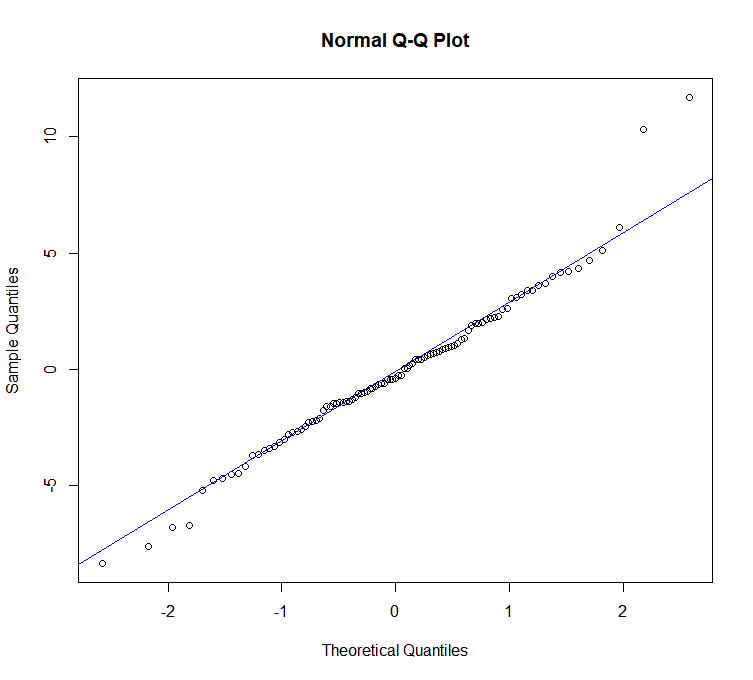 Normal Q-Q Plot
10
5
0
-5
Sample Quantiles
-2 -1 0 1 2
Theoretical Quantiles